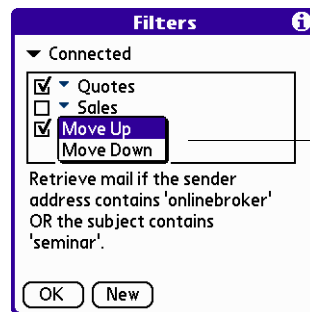 Filters
Connected
Quotes
Sales
Move Up
Move Down
Retrieve mail if the sender
address contains 'onlinebroker'
OR the subject contains
'seminar'.
OK New